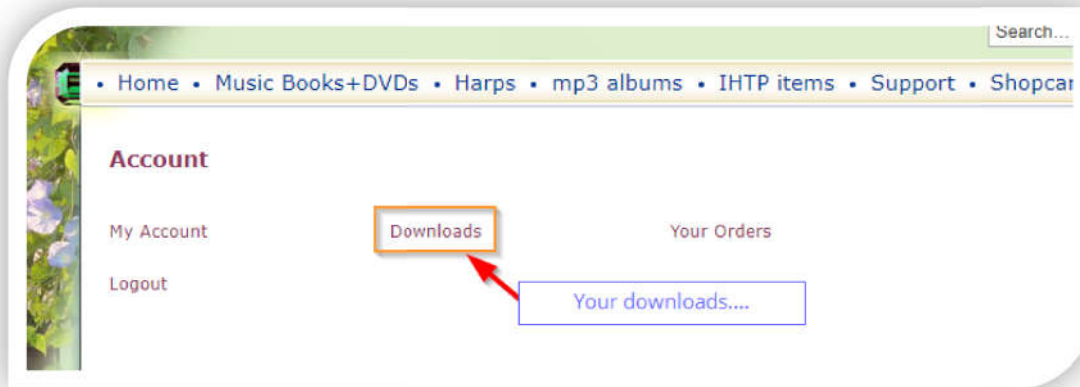 Search...
• Home • Music Books+DVDs • Harps • mp3 albums • IHTP items • Support • Shopcar
Account
My Account Downloads Your Orders
Logout
Your downloads....